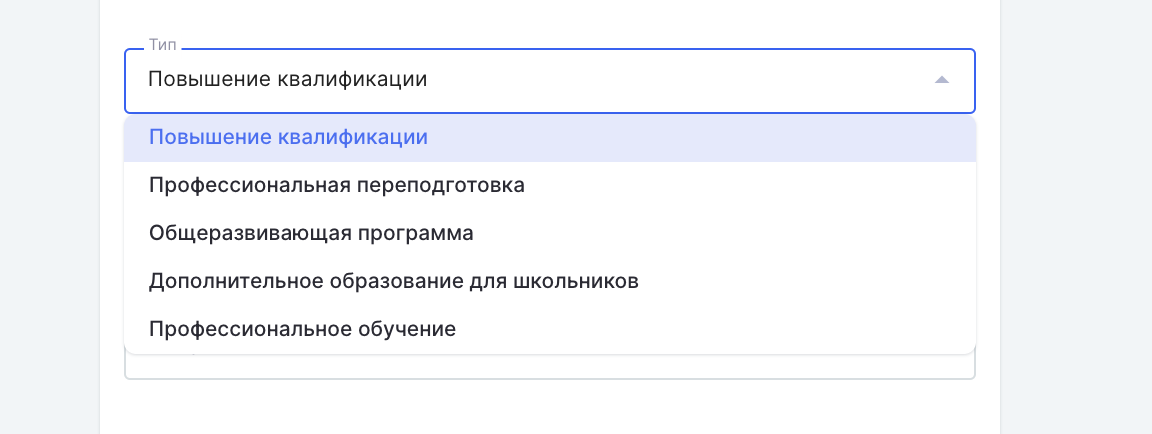 Тип
Повышение квалификации
Повышение квалификации
Профессиональная переподготовка
Общеразвивающая программа
Дополнительное образование для школьников
Профессиональное обучение